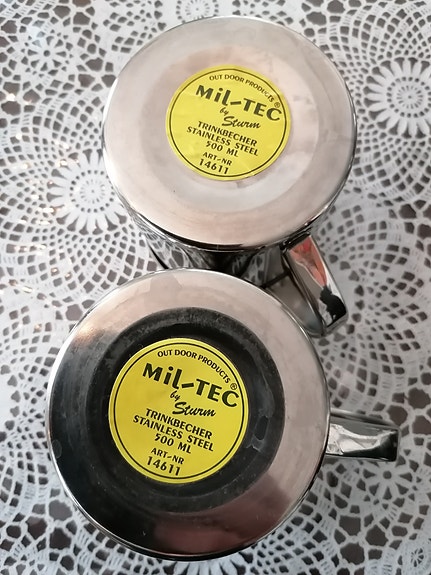 OUT DOOR PRODUCTS ®
Mil-TEC
by
Sturm
TRINKBECHER
STAINLESS STEEL
500 ML
ART-NR
14611
OUT DOOR PRODUCTS ®
Mil-TEC
by
Sturm
TRINKBECHER
STAINLESS STEEL
500 ML
ART-NR
14611